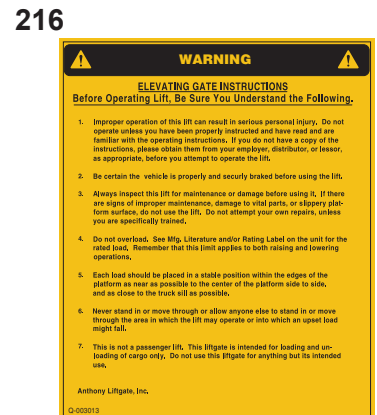 216
WARNING
ELEVATING GATE INSTRUCTIONS
Before Operating Lift, Be Sure You Understand the Following.
1. Improper operation of this lift can result in serious personal injury. Do not
operate unless you have been properly instructed and have read and are
familiar with the operating instructions. If you do not have a copy of the
instructions, please obtain them from your employer, distributor, or lessor,
as appropriate, before you attempt to operate the lift.
2. Be certain the vehicle is properly and securly braked before using the lift.
3. Always inspect this lift for maintenance or damage before using it. If there
are signs of improper maintenance, damage to vital parts, or slippery plat-
form surface, do not use the lift. Do not attempt your own repairs, unless
you are specifically trained.
4. Do not overload. See Mfg. Literature and/or Rating Label on the unit for the
rated load. Remember that this limit applies to both raising and lowering
operations.
5. Each load should be placed in a stable position within the edges of the
platform as near as possible to the center of the platform side to side,
and as close to the truck sill as possible.
6. Never stand in or move through or allow anyone else to stand in or move
through the area in which the lift may operate or into which an upset load
might fall.
7. This is not a passenger lift. This liftgate is intended for loading and un-
loading of cargo only. Do not use this liftgate for anything but its intended
use.
Anthony Liftgate, Inc.
Q-003013